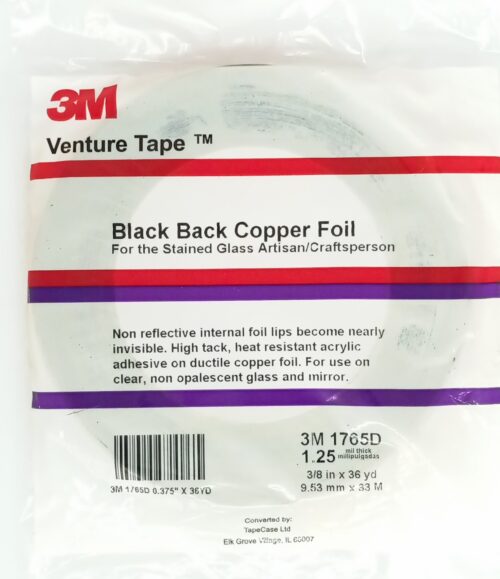 3M
Venture Tape ™
Black Back Copper Foil
For the Stained Glass Artisan/Craftsperson
Non reflective internal foil lips become nearly
invisible. High tack, heat resistant acrylic
adhesive on ductile copper foil. For use on
clear, non opalescent glass and mirror.
3M 1765D
1.25 mil thick
millipulgadas
3/8 in x 36 yd
9.53 mm x 33 M
3M 1765D 0.375" X 36YD
Converted by:
TapeCase Ltd
Elk Grove Village, IL 60007